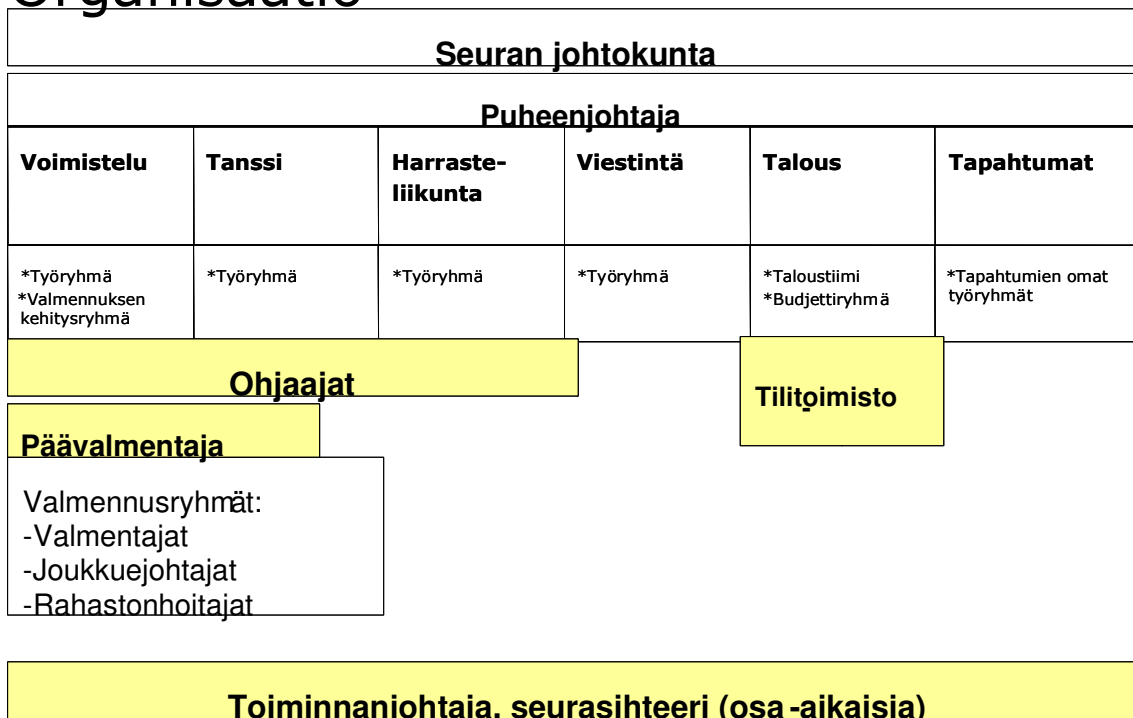 Organisaatio
Seuran johtokunta
Puheenjohtaja
Voimistelu
Tanssi
Harraste-
liikunta
Viestintä
Talous
Tapahtumat
*Työryhmä
*Valmennuksen
kehitysryhmä
*Työryhmä
*Työryhmä
*Työryhmä
*Taloustiimi
*Budjettiryhmä
*Tapahtumien omat
työryhmät
Ohjaajat
Tilitoimisto
Päävalmentaja
Valmennusryhmät:
-Valmentajat
-Joukkuejohtajat
-Rahastonhoitajat
Toiminnanjohtaja, seurasihteeri (osa-aikaisia)